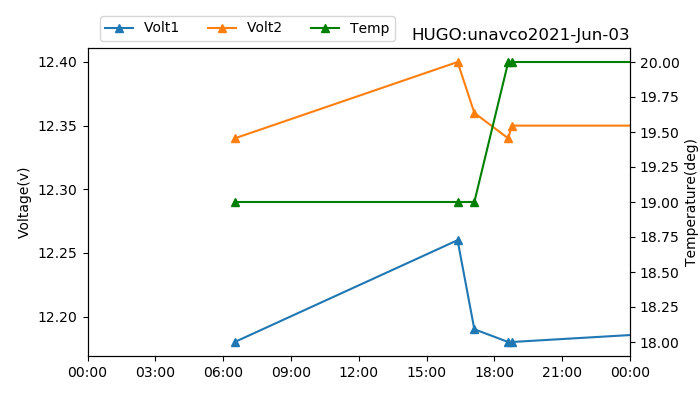 Volt1 Volt2 Temp
HUGO:unavco2021-Jun-03
12.40
12.35
12.30
12.25
12.20
Voltage(v)
20.00
19.75
19.50
19.25
19.00
18.75
18.50
18.25
18.00
Temperature(deg)
00:00 03:00 06:00 09:00 12:00 15:00 18:00 21:00 00:00